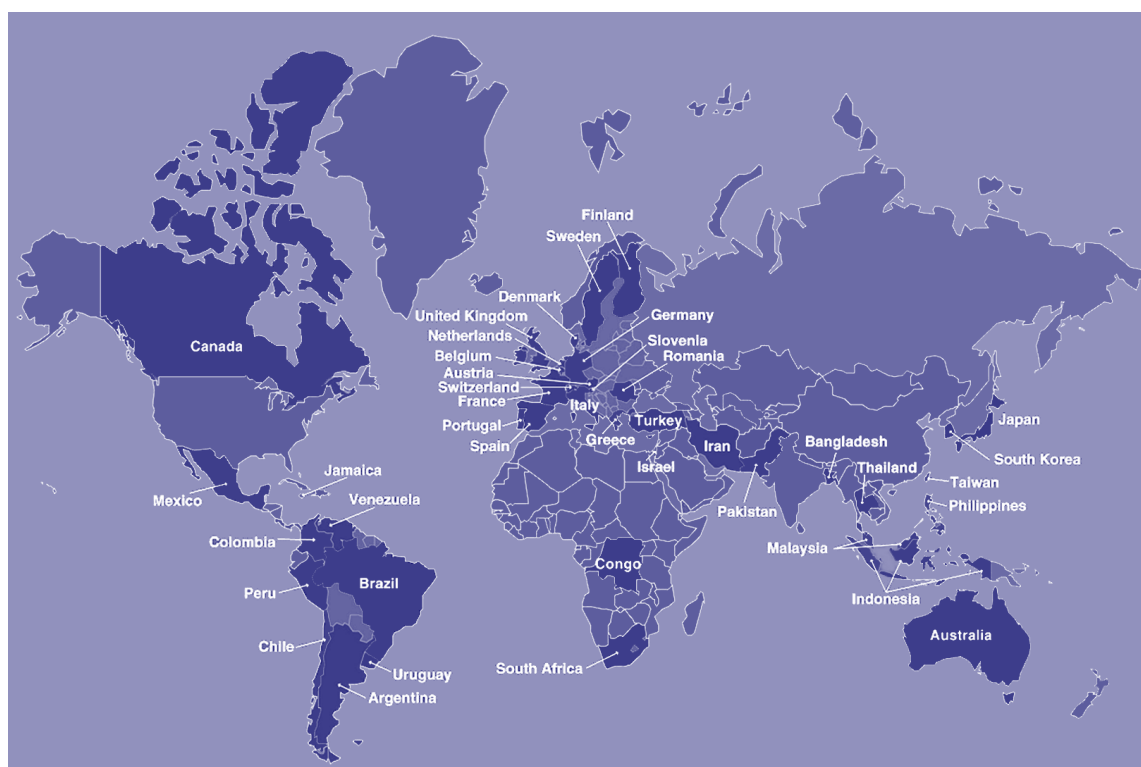 Finland
Sweden
Denmark
United Kingdom
Germany
Netherlands
Slovenia
Canada
Belgium
Romania
Austria
Switzerland
France
Italy
Portugal
Turkey
Japan
Spain
Greece
Iran
Bangladesh
South Korea
Israel
Thailand
Jamaica
Taiwan
Mexico
Venezuela
Pakistan
Philippines
Colombia
Malaysia
Congo
Brazil
Peru
Indonesia
Australia
Chile
South Africa
Uruguay
Argentina